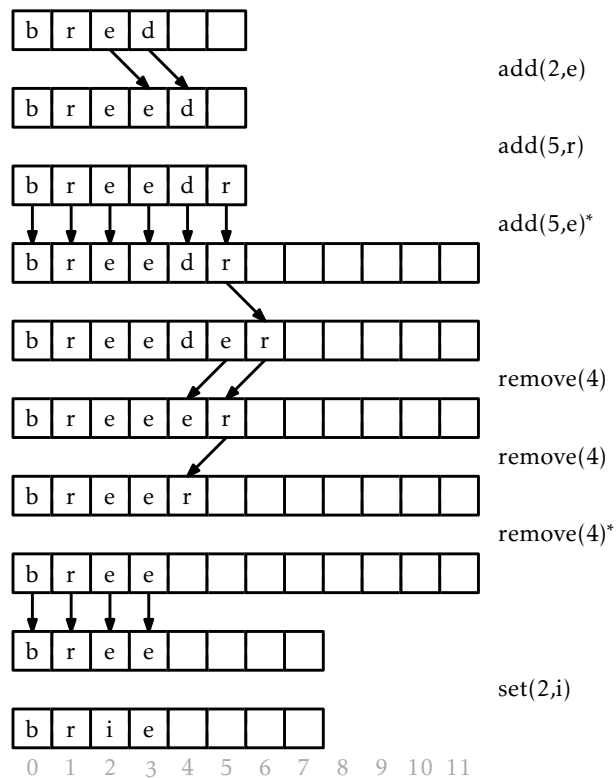 b r e d
add(2,e)
b r e e d
add(5,r)
b r e e d r
add(5,e)*
b r e e d r
b r e e d e r
remove(4)
b r e e e r
remove(4)
b r e e r
remove(4)*
b r e e
b r e e
set(2,i)
b r i e
0 1 2 3 4 5 6 7 8 9 10 11